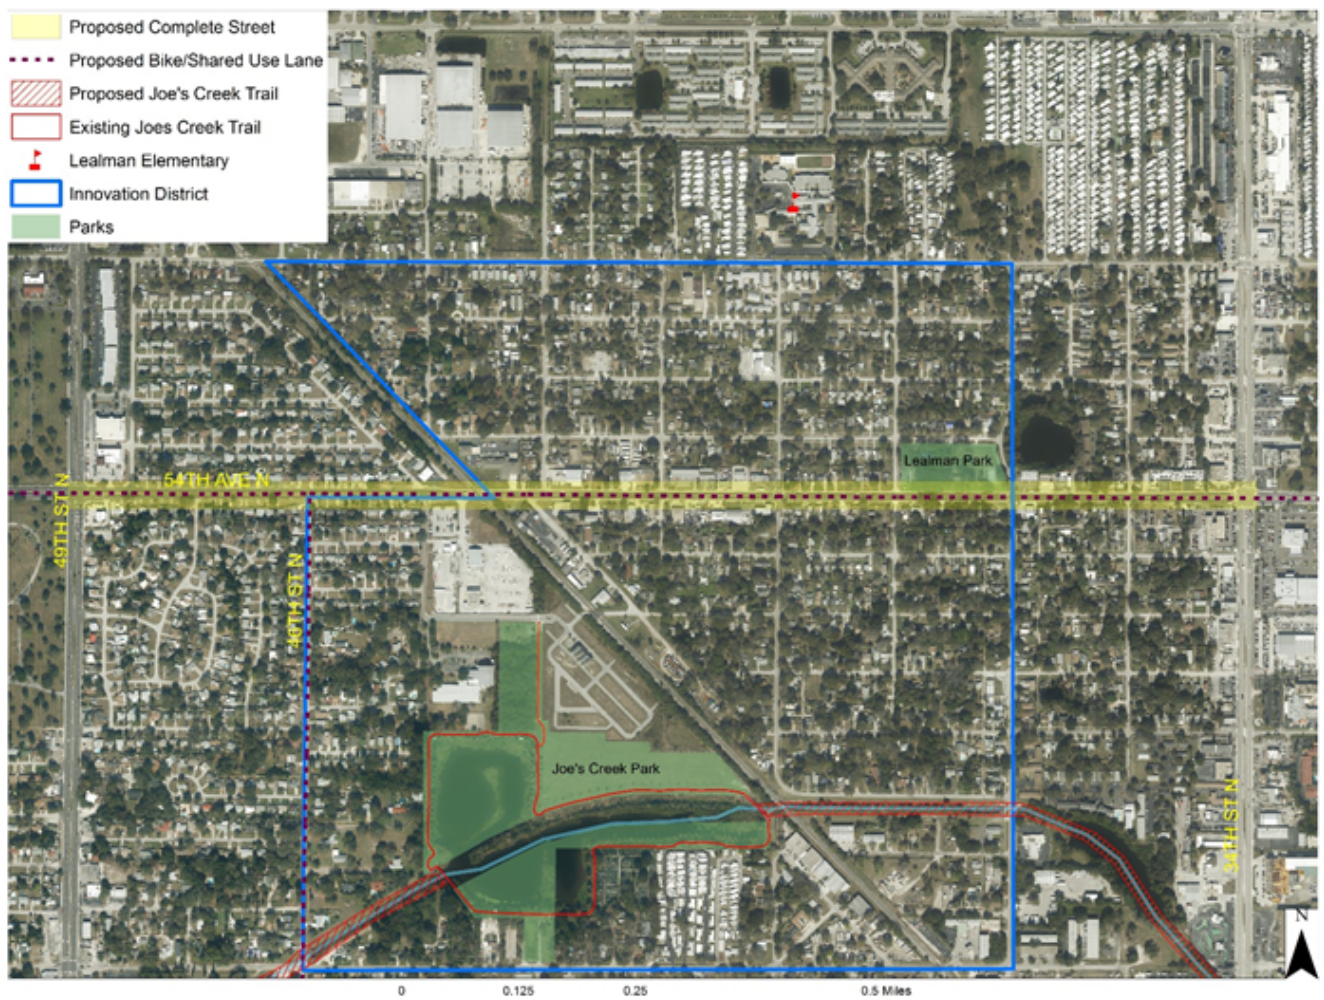 Proposed Complete Street
Proposed Bike/Shared Use Lane
Proposed Joe's Creek Trail
Existing Joes Creek Trail
Lealman Elementary
Innovation District
Parks
Lealman Park
54TH AVE N
49TH ST N
46TH ST N
Joe's Creek Park
34TH ST N
N
0 0.125 0.25 0.5 Miles